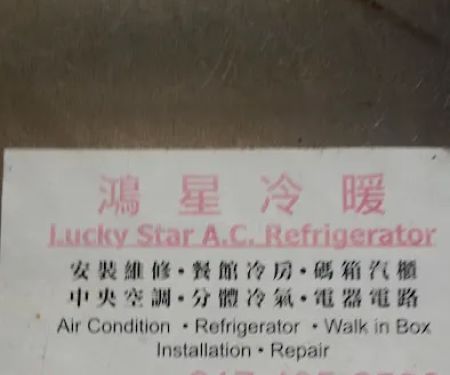 鴻星冷暖
Lucky Star A.C. Refrigerator
安裝維修•餐館冷房•碼箱汽櫃
中央空調•分體冷氣•電器電路
Air Condition • Refrigerator • Walk in Box
Installation • Repair